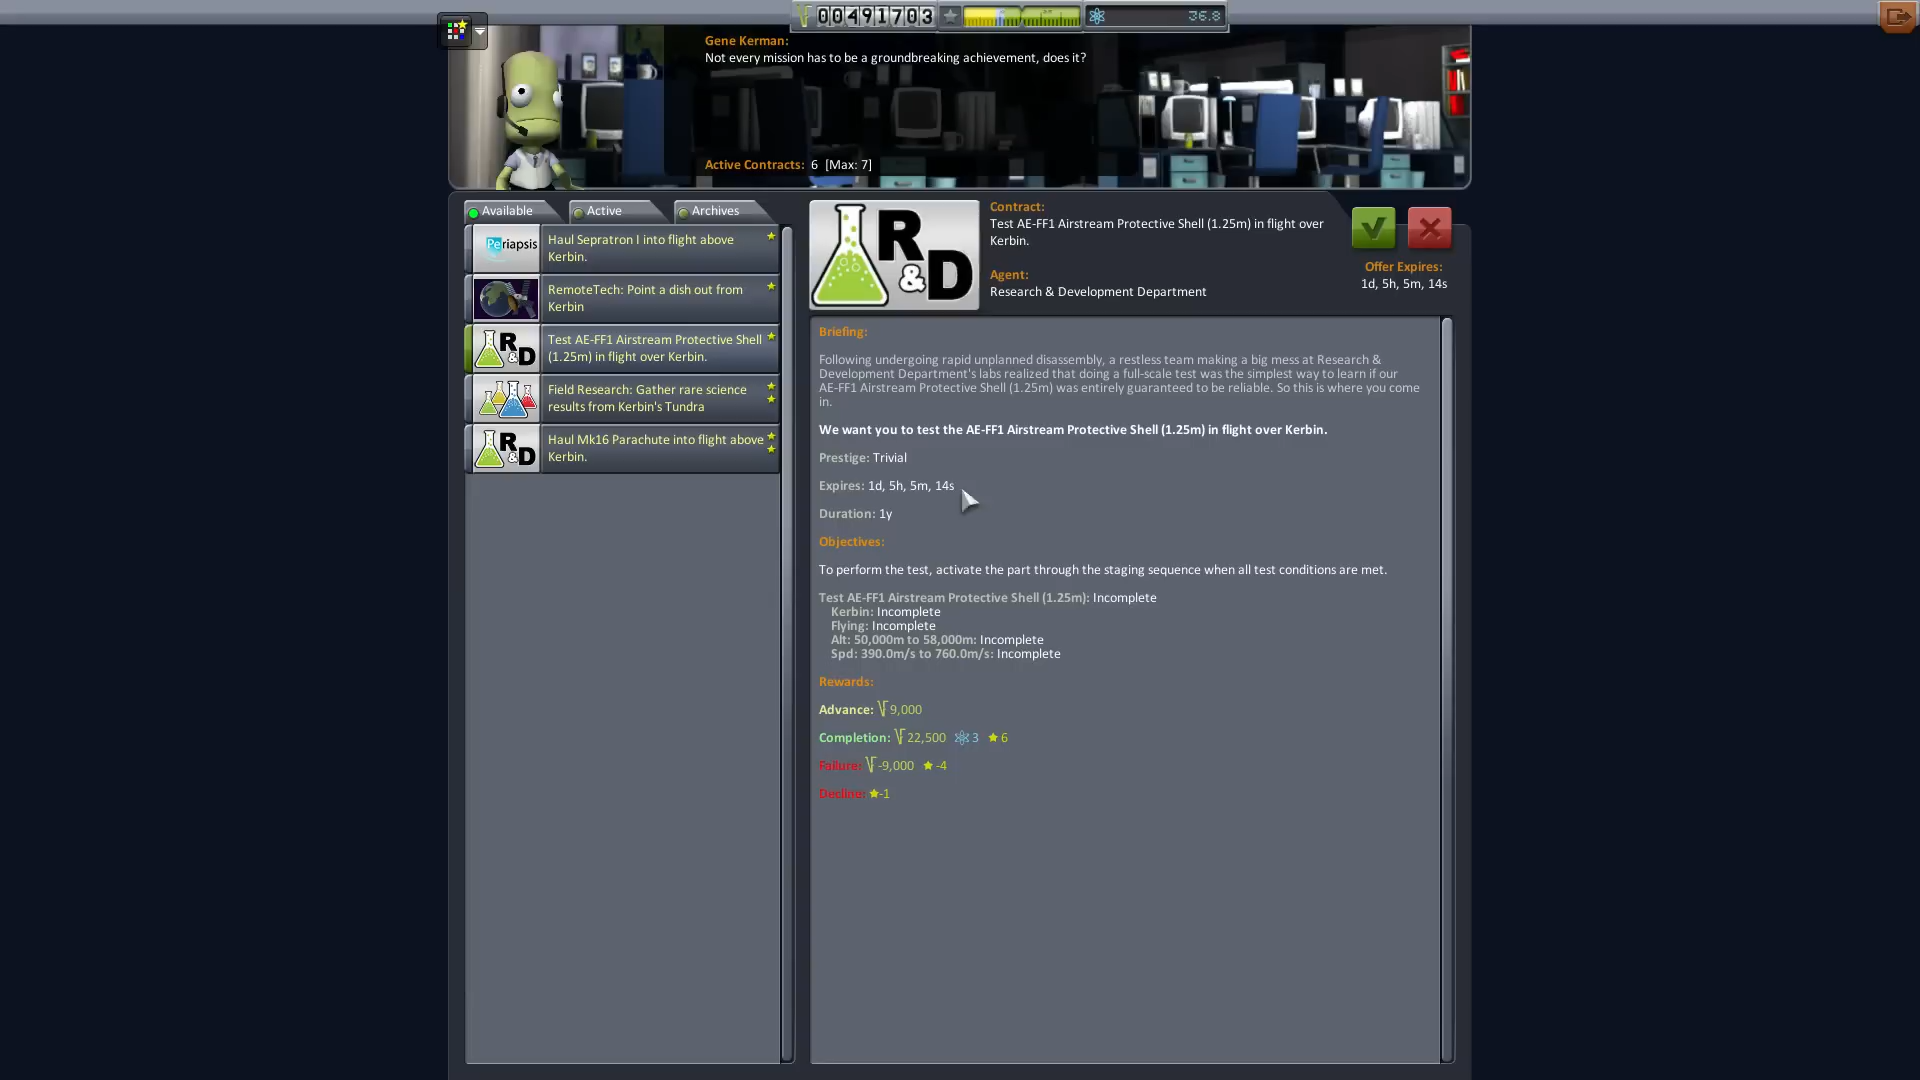 00491703
36.8
Gene Kerman:
Not every mission has to be a groundbreaking achievement, does it?
Active Contracts: 6 [Max: 7]
Available
Active
Archives
Periapsis
Haul Sepratron I into flight above
Kerbin.
RemoteTech: Point a dish out from
Kerbin
R&D
Test AE-FF1 Airstream Protective Shell
(1.25m) in flight over Kerbin.
Field Research: Gather rare science
results from Kerbin's Tundra
R&D
Haul Mk16 Parachute into flight above
Kerbin.
R&D
Contract:
Test AE-FF1 Airstream Protective Shell (1.25m) in flight over
Kerbin.
Agent:
Research & Development Department
Offer Expires:
1d, 5h, 5m, 14s
Briefing:
Following undergoing rapid unplanned disassembly, a restless team making a big mess at Research &
Development Department's labs realized that doing a full-scale test was the simplest way to learn if our
AE-FF1 Airstream Protective Shell (1.25m) was entirely guaranteed to be reliable. So this is where you come
in.
We want you to test the AE-FF1 Airstream Protective Shell (1.25m) in flight over Kerbin.
Prestige: Trivial
Expires: 1d, 5h, 5m, 14s
Duration: 1y
Objectives:
To perform the test, activate the part through the staging sequence when all test conditions are met.
Test AE-FF1 Airstream Protective Shell (1.25m): Incomplete
Kerbin: Incomplete
Flying: Incomplete
Alt: 50,000m to 58,000m: Incomplete
Spd: 390.0m/s to 760.0m/s: Incomplete
Rewards:
Advance: 9,000
Completion: 22,500 3 6
Failure: -9,000 -4
Decline: -1